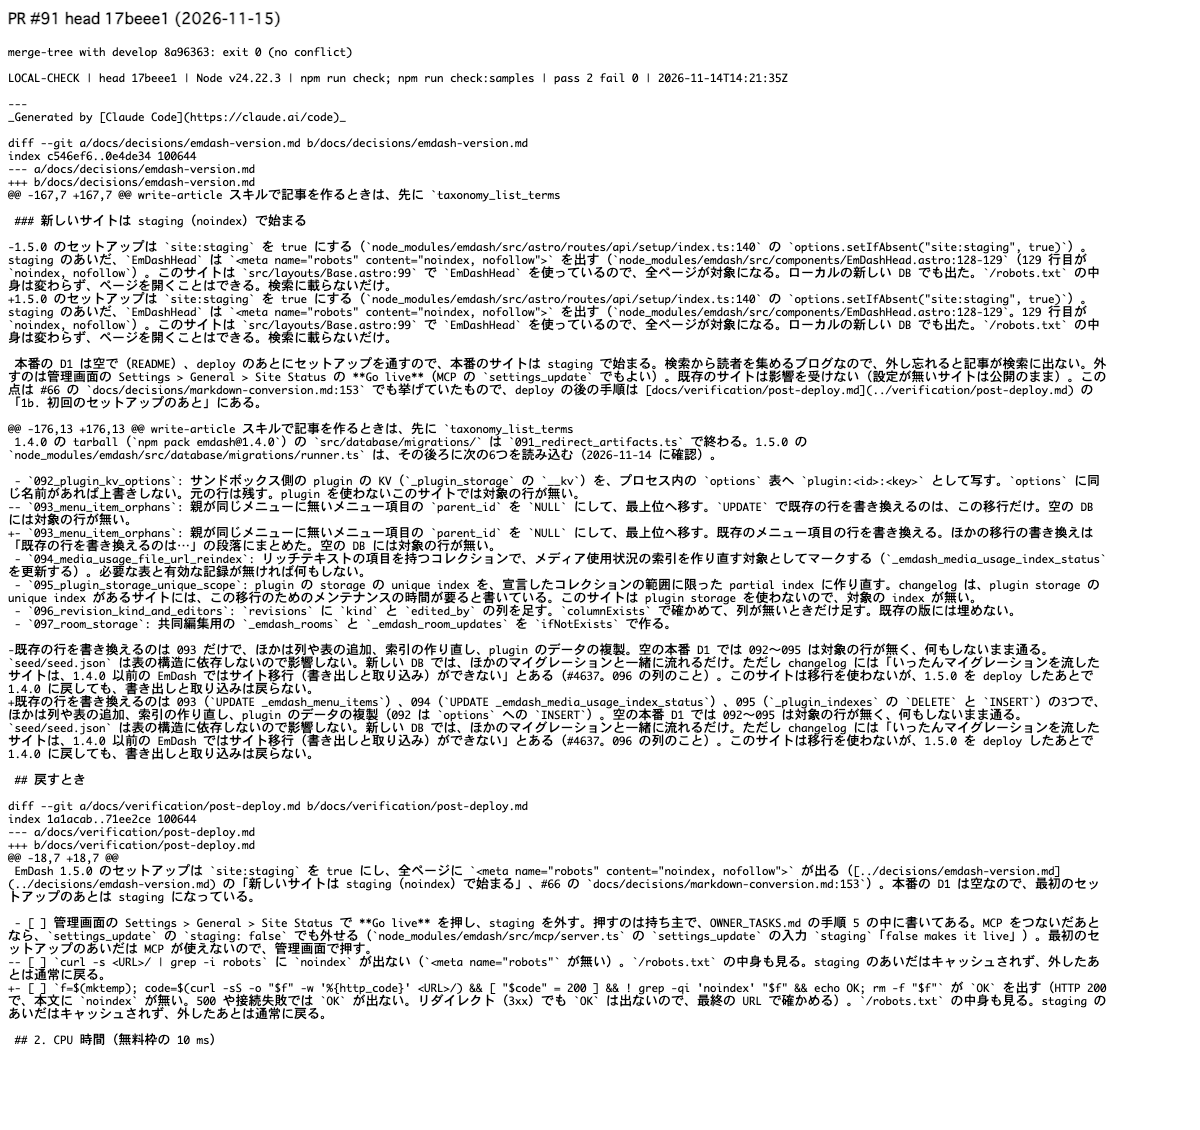 PR #91 head 17beee1 (2026-11-15)
merge-tree with develop 8a96363: exit 0 (no conflict)
LOCAL-CHECK | head 17beee1 | Node v24.22.3 | npm run check; npm run check:samples | pass 2 fail 0 | 2026-11-14T14:21:35Z
---
_Generated by [Claude Code](https://claude.ai/code)_
diff --git a/docs/decisions/emdash-version.md b/docs/decisions/emdash-version.md
index c546ef6..0e4de34 100644
--- a/docs/decisions/emdash-version.md
+++ b/docs/decisions/emdash-version.md
@@ -167,7 +167,7 @@ write-article スキルで記事を作るときは、先に `taxonomy_list_terms
 ### 新しいサイトは staging（noindex）で始まる
-1.5.0 のセットアップは `site:staging` を true にする（`node_modules/emdash/src/astro/routes/api/setup/index.ts:140` の `options.setIfAbsent("site:staging", true)`）。
staging のあいだ、`EmDashHead` は `<meta name="robots" content="noindex, nofollow">` を出す（`node_modules/emdash/src/components/EmDashHead.astro:128-129`（129 行目が
`noindex, nofollow`）。このサイトは `src/layouts/Base.astro:99` で `EmDashHead` を使っているので、全ページが対象になる。ローカルの新しい DB でも出た。`/robots.txt` の中
身は変わらず、ページを開くことはできる。検索に載らないだけ。
+1.5.0 のセットアップは `site:staging` を true にする（`node_modules/emdash/src/astro/routes/api/setup/index.ts:140` の `options.setIfAbsent("site:staging", true)`）。
staging のあいだ、`EmDashHead` は `<meta name="robots" content="noindex, nofollow">` を出す（`node_modules/emdash/src/components/EmDashHead.astro:128-129`。129 行目が
`noindex, nofollow`）。このサイトは `src/layouts/Base.astro:99` で `EmDashHead` を使っているので、全ページが対象になる。ローカルの新しい DB でも出た。`/robots.txt` の中
身は変わらず、ページを開くことはできる。検索に載らないだけ。
 本番の D1 は空で（README）、deploy のあとにセットアップを通すので、本番のサイトは staging で始まる。検索から読者を集めるブログなので、外し忘れると記事が検索に出ない。外
すのは管理画面の Settings > General > Site Status の **Go live**（MCP の `settings_update` でもよい）。既存のサイトは影響を受けない（設定が無いサイトは公開のまま）。この
点は #66 の `docs/decisions/markdown-conversion.md:153` でも挙げていたもので、deploy の後の手順は [docs/verification/post-deploy.md](../verification/post-deploy.md) の
「1b. 初回のセットアップのあと」にある。
@@ -176,13 +176,13 @@ write-article スキルで記事を作るときは、先に `taxonomy_list_terms
 1.4.0 の tarball（`npm pack emdash@1.4.0`）の `src/database/migrations/` は `091_redirect_artifacts.ts` で終わる。1.5.0 の
`node_modules/emdash/src/database/migrations/runner.ts` は、その後ろに次の6つを読み込む（2026-11-14 に確認）。
 - `092_plugin_kv_options`: サンドボックス側の plugin の KV（`_plugin_storage` の `__kv`）を、プロセス内の `options` 表へ `plugin:<id>:<key>` として写す。`options` に同
じ名前があれば上書きしない。元の行は残す。plugin を使わないこのサイトでは対象の行が無い。
-- `093_menu_item_orphans`: 親が同じメニューに無いメニュー項目の `parent_id` を `NULL` にして、最上位へ移す。`UPDATE` で既存の行を書き換えるのは、この移行だけ。空の DB
には対象の行が無い。
+- `093_menu_item_orphans`: 親が同じメニューに無いメニュー項目の `parent_id` を `NULL` にして、最上位へ移す。既存のメニュー項目の行を書き換える。ほかの移行の書き換えは
「既存の行を書き換えるのは…」の段落にまとめた。空の DB には対象の行が無い。
 - `094_media_usage_file_url_reindex`: リッチテキストの項目を持つコレクションで、メディア使用状況の索引を作り直す対象としてマークする（`_emdash_media_usage_index_status`
を更新する）。必要な表と有効な記録が無ければ何もしない。
 - `095_plugin_storage_unique_scope`: plugin の storage の unique index を、宣言したコレクションの範囲に限った partial index に作り直す。changelog は、plugin storage の
unique index があるサイトには、この移行のためのメンテナンスの時間が要ると書いている。このサイトは plugin storage を使わないので、対象の index が無い。
 - `096_revision_kind_and_editors`: `revisions` に `kind` と `edited_by` の列を足す。`columnExists` で確かめて、列が無いときだけ足す。既存の版には埋めない。
 - `097_room_storage`: 共同編集用の `_emdash_rooms` と `_emdash_room_updates` を `ifNotExists` で作る。
-既存の行を書き換えるのは 093 だけで、ほかは列や表の追加、索引の作り直し、plugin のデータの複製。空の本番 D1 では 092〜095 は対象の行が無く、何もしないまま通る。
`seed/seed.json` は表の構造に依存しないので影響しない。新しい DB では、ほかのマイグレーションと一緒に流れるだけ。ただし changelog には「いったんマイグレーションを流した
サイトは、1.4.0 以前の EmDash ではサイト移行（書き出しと取り込み）ができない」とある（#4637。096 の列のこと）。このサイトは移行を使わないが、1.5.0 を deploy したあとで
1.4.0 に戻しても、書き出しと取り込みは戻らない。
+既存の行を書き換えるのは 093（`UPDATE _emdash_menu_items`）、094（`UPDATE _emdash_media_usage_index_status`）、095（`_plugin_indexes` の `DELETE` と `INSERT`）の3つで、
ほかは列や表の追加、索引の作り直し、plugin のデータの複製（092 は `options` への `INSERT`）。空の本番 D1 では 092〜095 は対象の行が無く、何もしないまま通る。
`seed/seed.json` は表の構造に依存しないので影響しない。新しい DB では、ほかのマイグレーションと一緒に流れるだけ。ただし changelog には「いったんマイグレーションを流した
サイトは、1.4.0 以前の EmDash ではサイト移行（書き出しと取り込み）ができない」とある（#4637。096 の列のこと）。このサイトは移行を使わないが、1.5.0 を deploy したあとで
1.4.0 に戻しても、書き出しと取り込みは戻らない。
 ## 戻すとき
diff --git a/docs/verification/post-deploy.md b/docs/verification/post-deploy.md
index 1a1acab..71ee2ce 100644
--- a/docs/verification/post-deploy.md
+++ b/docs/verification/post-deploy.md
@@ -18,7 +18,7 @@
 EmDash 1.5.0 のセットアップは `site:staging` を true にし、全ページに `<meta name="robots" content="noindex, nofollow">` が出る（[../decisions/emdash-version.md]
(../decisions/emdash-version.md) の「新しいサイトは staging（noindex）で始まる」、#66 の `docs/decisions/markdown-conversion.md:153`）。本番の D1 は空なので、最初のセッ
トアップのあとは staging になっている。
 - [ ] 管理画面の Settings > General > Site Status で **Go live** を押し、staging を外す。押すのは持ち主で、OWNER_TASKS.md の手順 5 の中に書いてある。MCP をつないだあと
なら、`settings_update` の `staging: false` でも外せる（`node_modules/emdash/src/mcp/server.ts` の `settings_update` の入力 `staging`「false makes it live」）。最初のセ
ットアップのあいだは MCP が使えないので、管理画面で押す。
-- [ ] `curl -s <URL>/ | grep -i robots` に `noindex` が出ない（`<meta name="robots"` が無い）。`/robots.txt` の中身も見る。staging のあいだはキャッシュされず、外したあ
とは通常に戻る。
+- [ ] `f=$(mktemp); code=$(curl -sS -o "$f" -w '%{http_code}' <URL>/) && [ "$code" = 200 ] && ! grep -qi 'noindex' "$f" && echo OK; rm -f "$f"` が `OK` を出す（HTTP 200
で、本文に `noindex` が無い。500 や接続失敗では `OK` が出ない。リダイレクト（3xx）でも `OK` は出ないので、最終の URL で確かめる）。`/robots.txt` の中身も見る。staging の
あいだはキャッシュされず、外したあとは通常に戻る。
 ## 2. CPU 時間（無料枠の 10 ms）